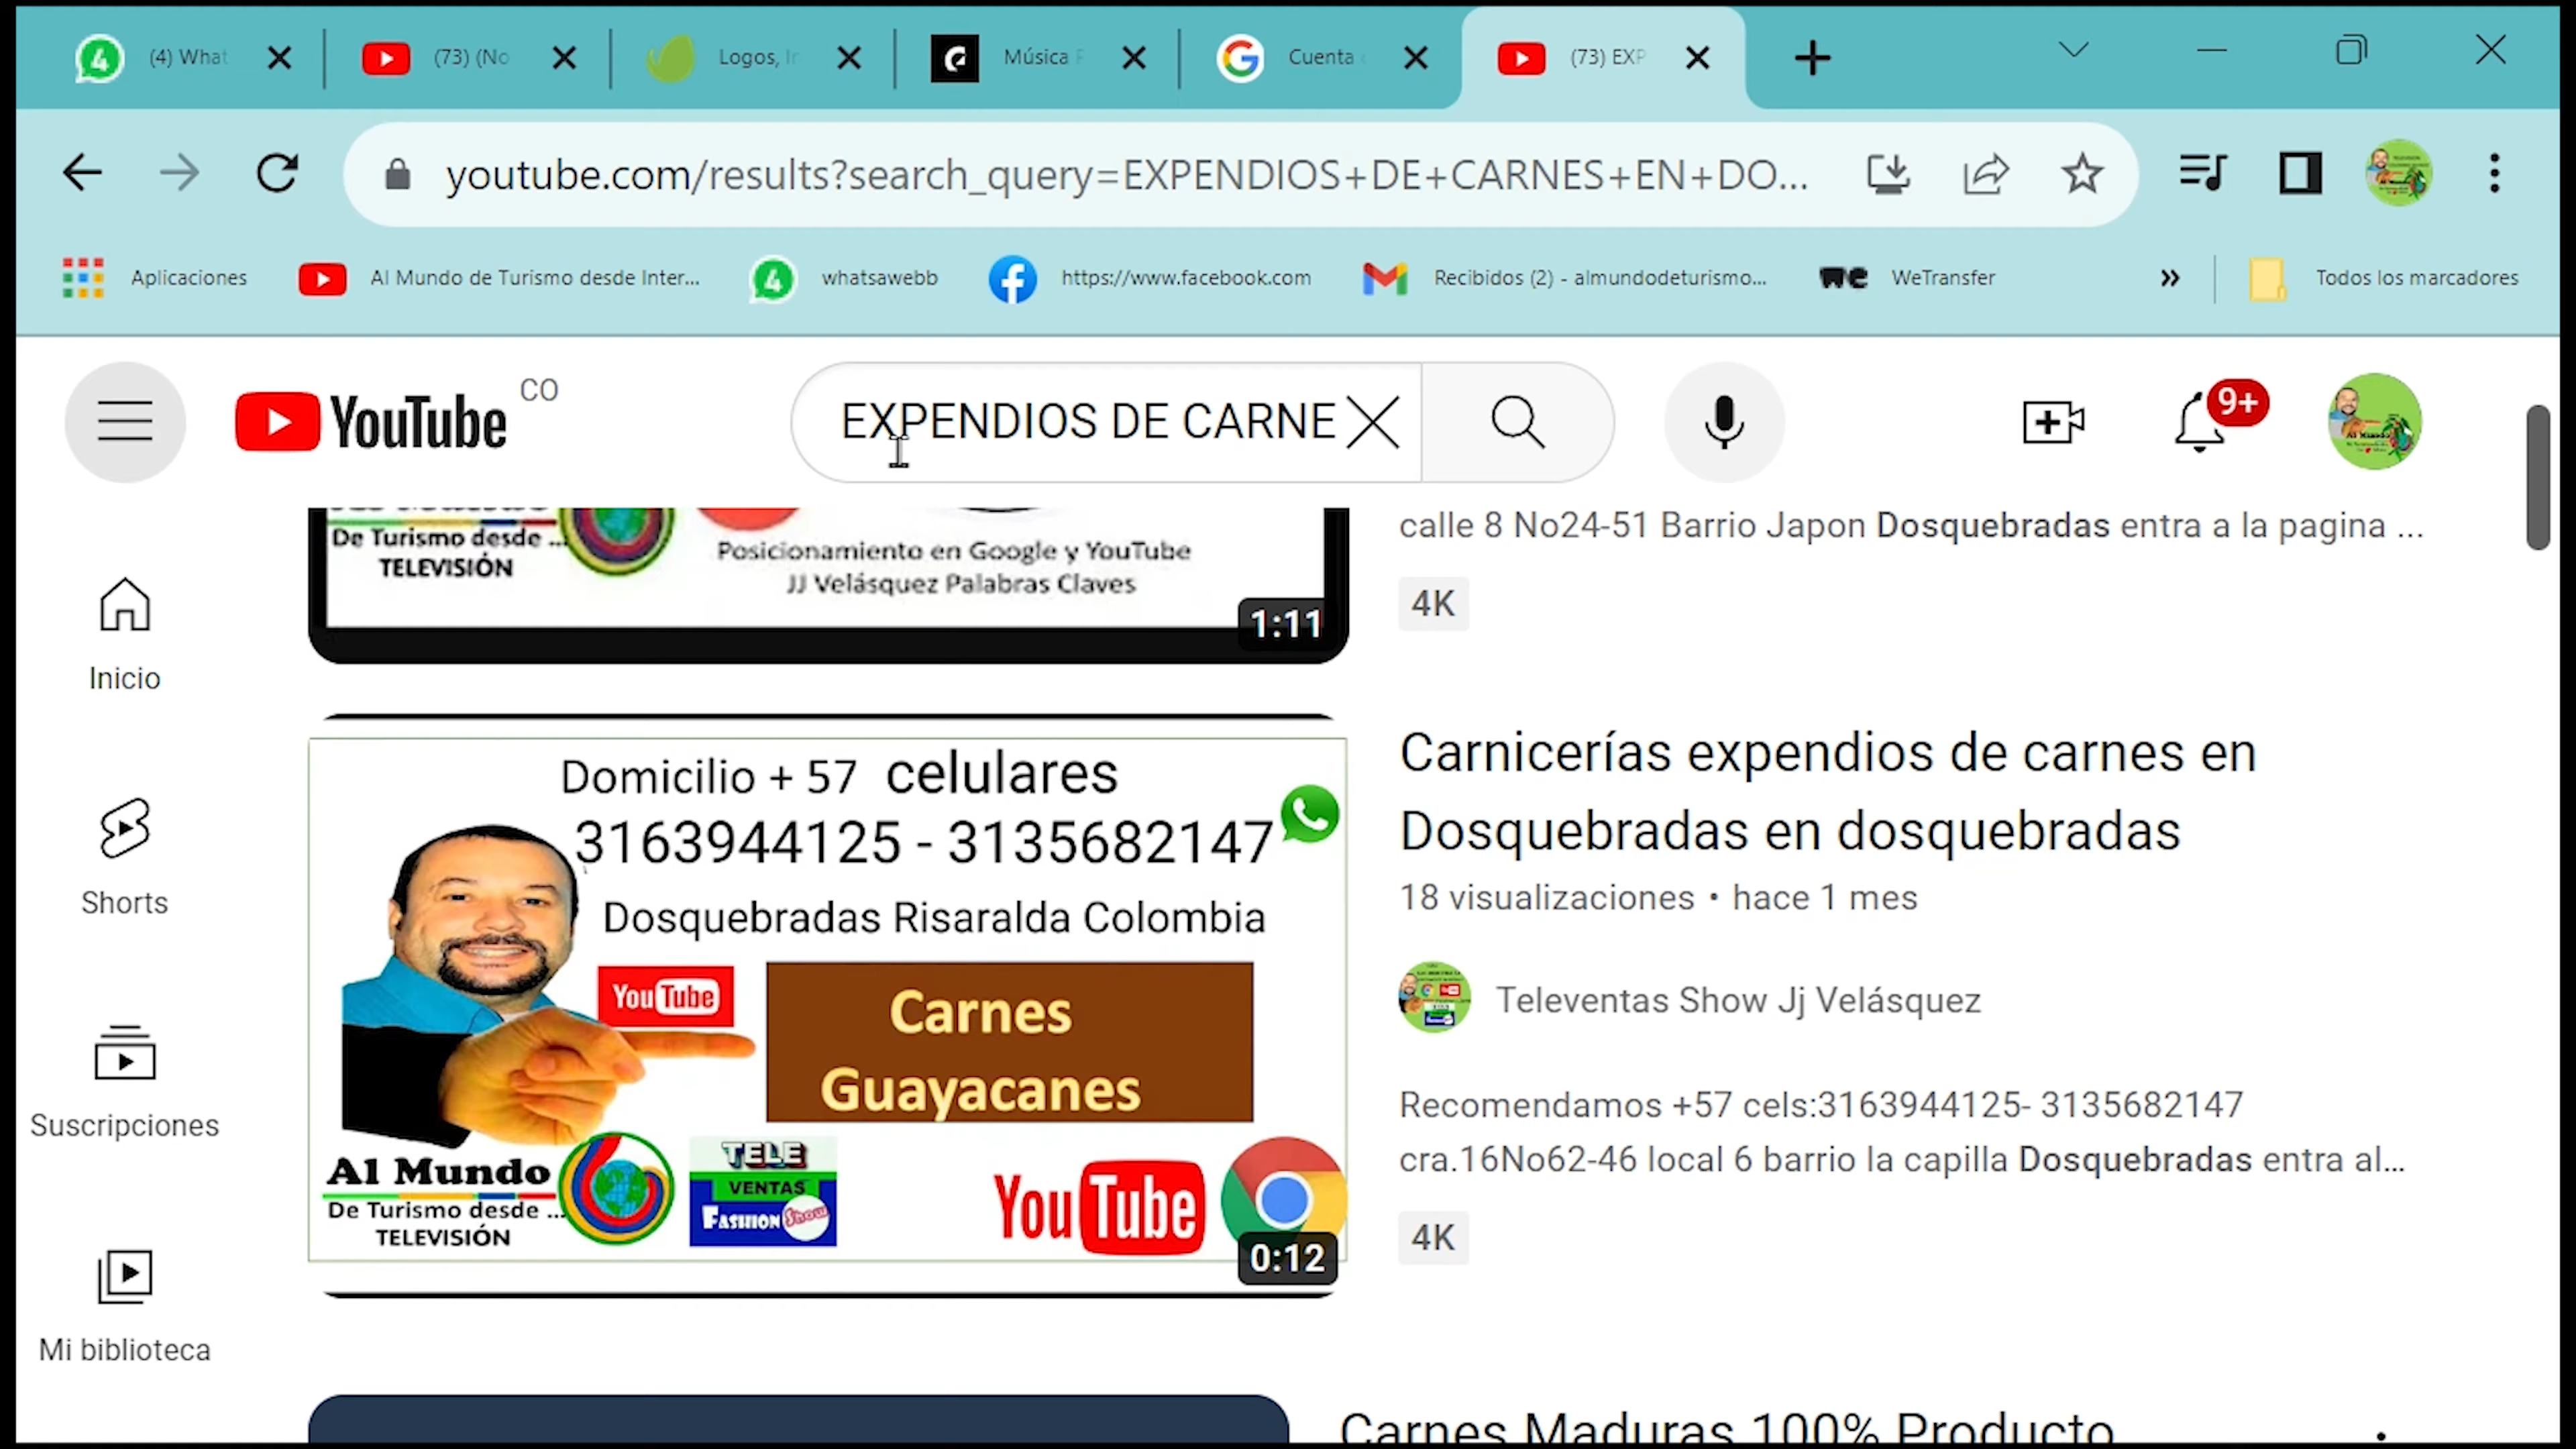 (4) What
(73) (No
Logos, Ir
Música F
Cuenta
(73) EXP
youtube.com/results?search_query=EXPENDIOS+DE+CARNES+EN+DO...
Aplicaciones
Al Mundo de Turismo desde Inter...
whatsawebb
https://www.facebook.com
Recibidos (2) - almundodeturismo...
WeTransfer
»
Todos los marcadores
YouTube CO
EXPENDIOS DE CARNE
9+
De Turismo desde ...
TELEVISIÓN
Posicionamiento en Google y YouTube
JJ Velásquez Palabras Claves
1:11
calle 8 No24-51 Barrio Japon Dosquebradas entra a la pagina ...
4K
Inicio
Shorts
Suscripciones
Mi biblioteca
Domicilio + 57 celulares
3163944125 - 3135682147
Dosquebradas Risaralda Colombia
YouTube
Carnes
Guayacanes
Al Mundo
De Turismo desde ...
TELEVISIÓN
TELE
VENTAS
FASHION Show
YouTube
0:12
Carnicerías expendios de carnes en
Dosquebradas en dosquebradas
18 visualizaciones • hace 1 mes
Televentas Show Jj Velásquez
Recomendamos +57 cels:3163944125- 3135682147
cra.16No62-46 local 6 barrio la capilla Dosquebradas entra al...
4K
Carnes Maduras 100% Producto